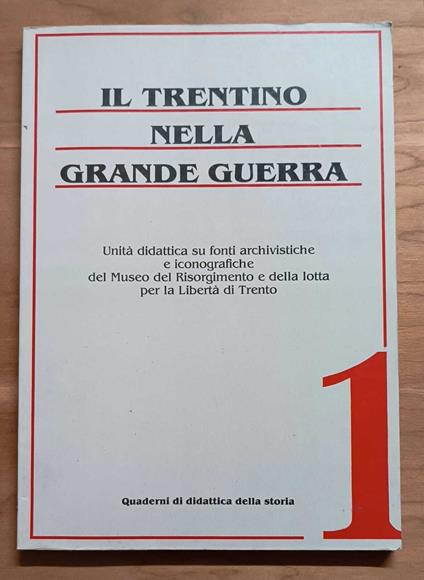 IL TRENTINO
NELLA
GRANDE GUERRA
Unità didattica su fonti archivistiche
e iconografiche
del Museo del Risorgimento e della lotta
per la Libertà di Trento
1
Quaderni di didattica della storia